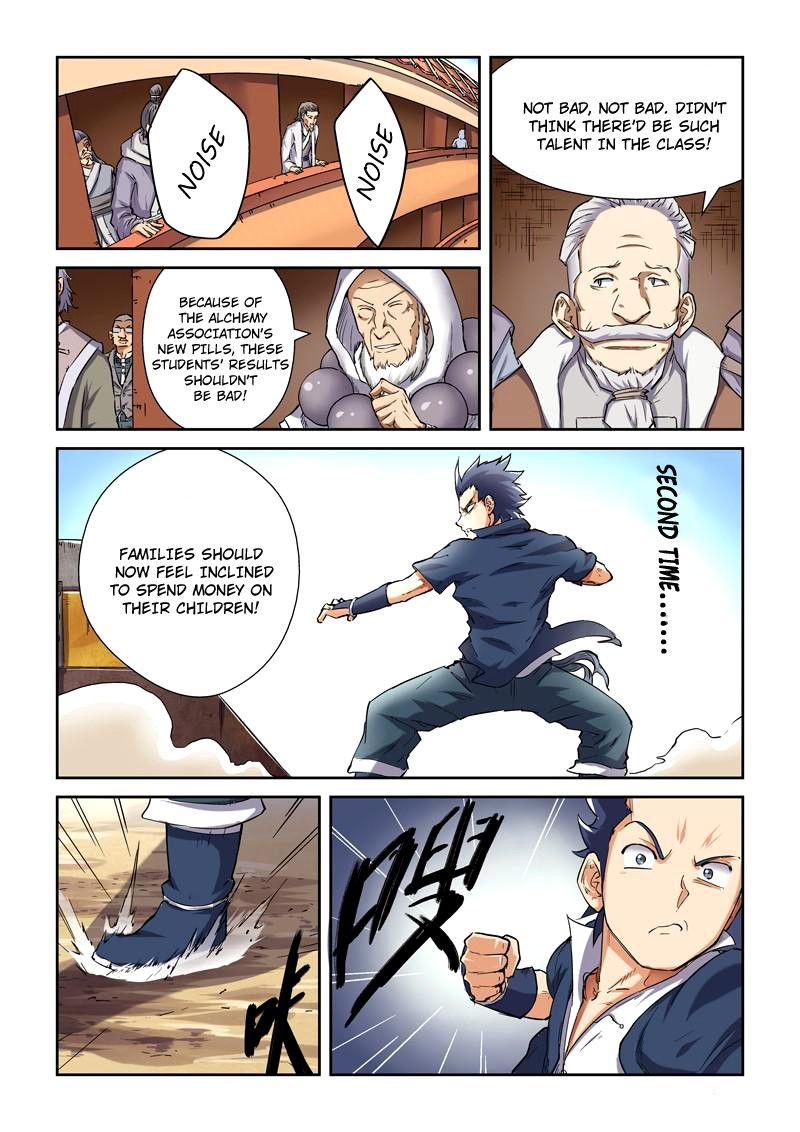 NOISE
NOISE
NOT BAD, NOT BAD. DIDN'T
THINK THERE'D BE SUCH
TALENT IN THE CLASS!
BECAUSE OF
THE ALCHEMY
ASSOCIATION'S
NEW PILLS, THESE
STUDENTS' RESULTS
SHOULDN'T
BE BAD!
FAMILIES SHOULD
NOW FEEL INCLINED
TO SPEND MONEY ON
THEIR CHILDREN!
SECOND TIME.......
嗖